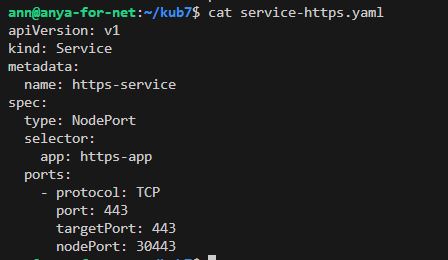 ann@anya-for-net:~/kub7$ cat service-https.yaml
apiVersion: v1
kind: Service
metadata:
  name: https-service
spec:
  type: NodePort
  selector:
    app: https-app
  ports:
    - protocol: TCP
      port: 443
      targetPort: 443
      nodePort: 30443